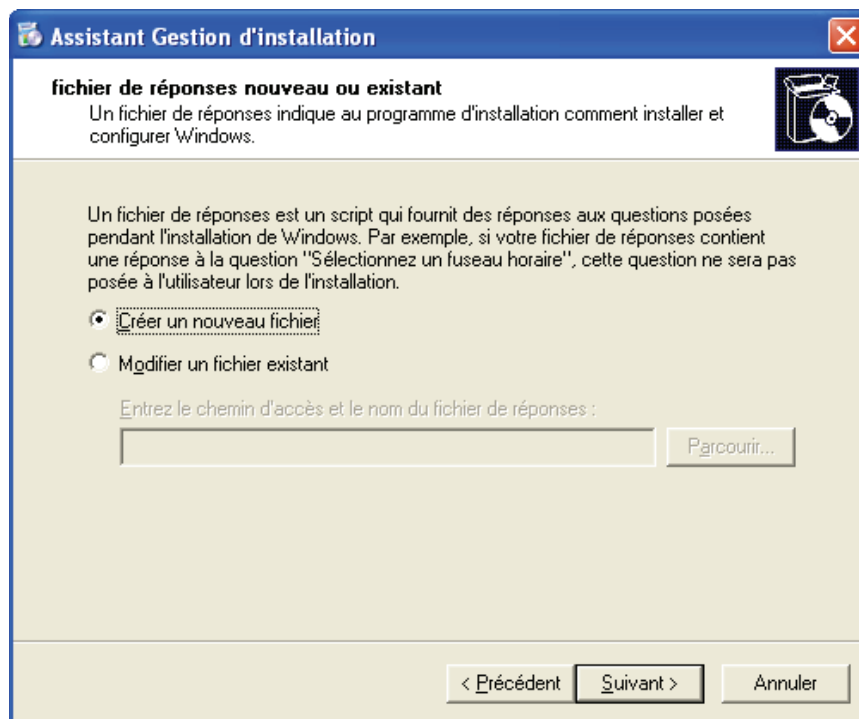 Assistant Gestion d'installation
fichier de réponses nouveau ou existant
Un fichier de réponses indique au programme d'installation comment installer et
configurer Windows.
Un fichier de réponses est un script qui fournit des réponses aux questions posées
pendant l'installation de Windows. Par exemple, si votre fichier de réponses contient
une réponse à la question "Sélectionnez un fuseau horaire", cette question ne sera pas
posée à l'utilisateur lors de l'installation.
Créer un nouveau fichier
Modifier un fichier existant
Entrez le chemin d'accès et le nom du fichier de réponses :
Parcourir...
< Précédent Suivant > Annuler